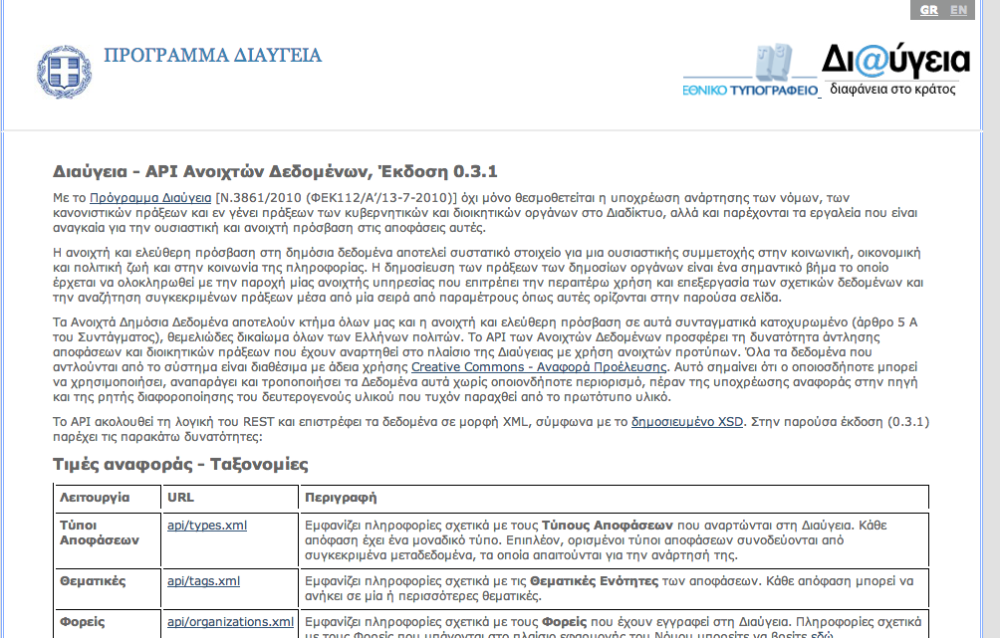 GR EN
ΠΡΟΓΡΑΜΜΑ ΔΙΑΥΓΕΙΑ
ΕΘΝΙΚΟ ΤΥΠΟΓΡΑΦΕΙΟ
Δι@ύγεια
διαφάνεια στο κράτος
Διαύγεια - API Ανοιχτών Δεδομένων, Έκδοση 0.3.1
Με το Πρόγραμμα Διαύγεια [Ν.3861/2010 (ΦΕΚ112/Α’/13-7-2010)] όχι μόνο θεσμοθετείται η υποχρέωση ανάρτησης των νόμων, των
κανονιστικών πράξεων και εν γένει πράξεων των κυβερνητικών και διοικητικών οργάνων στο Διαδίκτυο, αλλά και παρέχονται τα εργαλεία που είναι
αναγκαία για την ουσιαστική και ανοιχτή πρόσβαση στις αποφάσεις αυτές.
Η ανοιχτή και ελεύθερη πρόσβαση στη δημόσια δεδομένα αποτελεί συστατικό στοιχείο για μια ουσιαστικής συμμετοχής στην κοινωνική, οικονομική
και πολιτική ζωή και στην κοινωνία της πληροφορίας. Η δημοσίευση των πράξεων των δημοσίων οργάνων είναι ένα σημαντικό βήμα το οποίο
έρχεται να ολοκληρωθεί με την παροχή μίας ανοιχτής υπηρεσίας που επιτρέπει την περαιτέρω χρήση και επεξεργασία των σχετικών δεδομένων και
την αναζήτηση συγκεκριμένων πράξεων μέσα από μία σειρά από παραμέτρους όπως αυτές ορίζονται στην παρούσα σελίδα.
Τα Ανοιχτά Δημόσια Δεδομένα αποτελούν κτήμα όλων μας και η ανοιχτή και ελεύθερη πρόσβαση σε αυτά συνταγματικά κατοχυρωμένο (άρθρο 5 Α
του Συντάγματος), θεμελιώδες δικαίωμα όλων των Ελλήνων πολιτών. Το API των Ανοιχτών Δεδομένων προσφέρει τη δυνατότητα άντλησης
αποφάσεων και διοικητικών πράξεων που έχουν αναρτηθεί στο πλαίσιο της Διαύγειας με χρήση ανοιχτών προτύπων. Όλα τα δεδομένα που
αντλούνται από το σύστημα είναι διαθέσιμα με άδεια χρήσης Creative Commons - Αναφορά Προέλευσης. Αυτό σημαίνει ότι ο οποιοσδήποτε μπορεί
να χρησιμοποιήσει, αναπαράγει και τροποποιήσει τα Δεδομένα αυτά χωρίς οποιονδήποτε περιορισμό, πέραν της υποχρέωσης αναφοράς στην πηγή
και της ρητής διαφοροποίησης του δευτερογενούς υλικού που τυχόν παραχθεί από το πρωτότυπο υλικό.
Το API ακολουθεί τη λογική του REST και επιστρέφει τα δεδομένα σε μορφή XML, σύμφωνα με το δημοσιευμένο XSD. Στην παρούσα έκδοση (0.3.1)
παρέχει τις παρακάτω δυνατότητες:
Τιμές αναφοράς - Ταξονομίες
Λειτουργία URL Περιγραφή
Τύποι Αποφάσεων api/types.xml Εμφανίζει πληροφορίες σχετικά με τους Τύπους Αποφάσεων που αναρτώνται στη Διαύγεια. Κάθε
απόφαση έχει ένα μοναδικό τύπο. Επιπλέον, ορισμένοι τύποι αποφάσεων συνοδεύονται από
συγκεκριμένα μεταδεδομένα, τα οποία απαιτούνται για την ανάρτησή της.
Θεματικές api/tags.xml Εμφανίζει πληροφορίες σχετικά με τις Θεματικές Ενότητες των αποφάσεων. Κάθε απόφαση μπορεί να
ανήκει σε μία ή περισσότερες θεματικές.
Φορείς api/organizations.xml Εμφανίζει πληροφορίες σχετικά με τους Φορείς που έχουν εγγραφεί στη Διαύγεια. Πληροφορίες σχετικά
με τους Φορείς που υπάγονται στο πλαίσιο εφαρμογής του Νόμου μπορείτε να βρείτε εδώ.